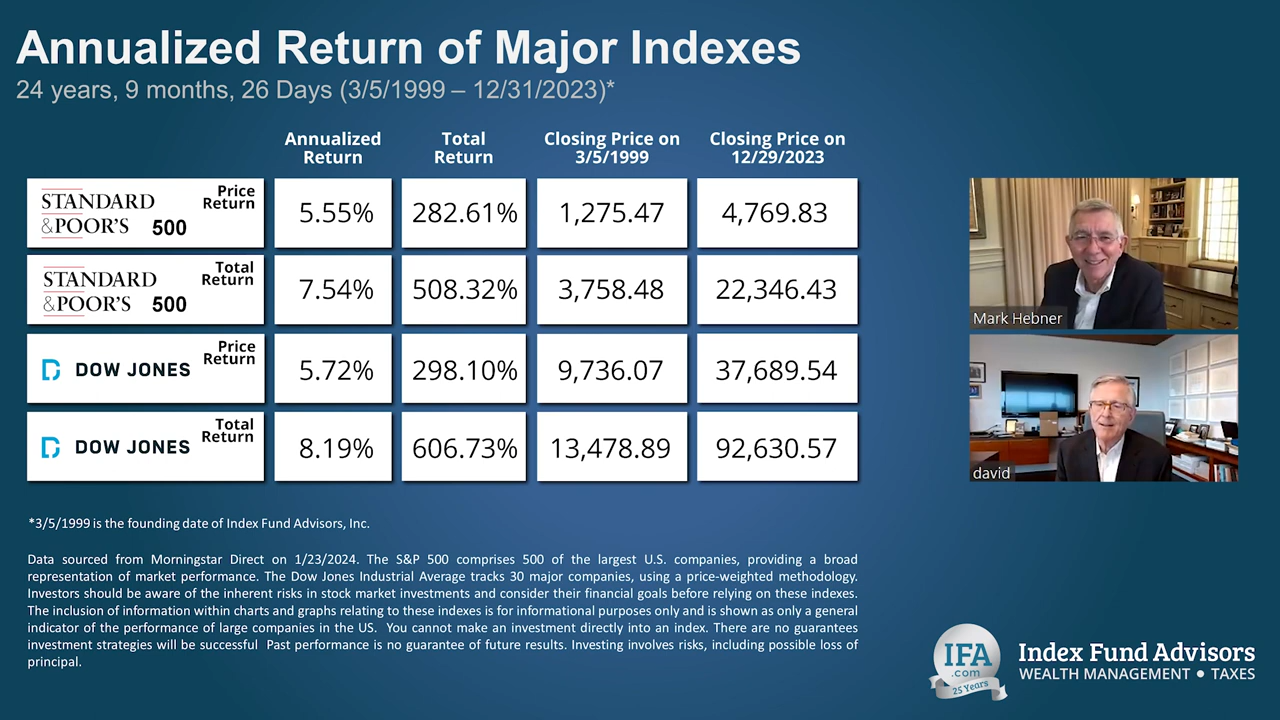 Annualized Return of Major Indexes
24 years, 9 months, 26 Days (3/5/1999 – 12/31/2023)*
Annualized Return
Total Return
Closing Price on 3/5/1999
Closing Price on 12/29/2023
STANDARD &POOR'S 500 Price Return 5.55% 282.61% 1,275.47 4,769.83
STANDARD &POOR'S 500 Total Return 7.54% 508.32% 3,758.48 22,346.43
DOW JONES Price Return 5.72% 298.10% 9,736.07 37,689.54
DOW JONES Total Return 8.19% 606.73% 13,478.89 92,630.57
Mark Hebner
david
*3/5/1999 is the founding date of Index Fund Advisors, Inc.
Data sourced from Morningstar Direct on 1/23/2024. The S&P 500 comprises 500 of the largest U.S. companies, providing a broad
representation of market performance. The Dow Jones Industrial Average tracks 30 major companies, using a price-weighted methodology.
Investors should be aware of the inherent risks in stock market investments and consider their financial goals before relying on these indexes.
The inclusion of information within charts and graphs relating to these indexes is for informational purposes only and is shown as only a general
indicator of the performance of large companies in the US. You cannot make an investment directly into an index. There are no guarantees
investment strategies will be successful Past performance is no guarantee of future results. Investing involves risks, including possible loss of
principal.
IFA
.com
25 Years
Index Fund Advisors
WEALTH MANAGEMENT • TAXES